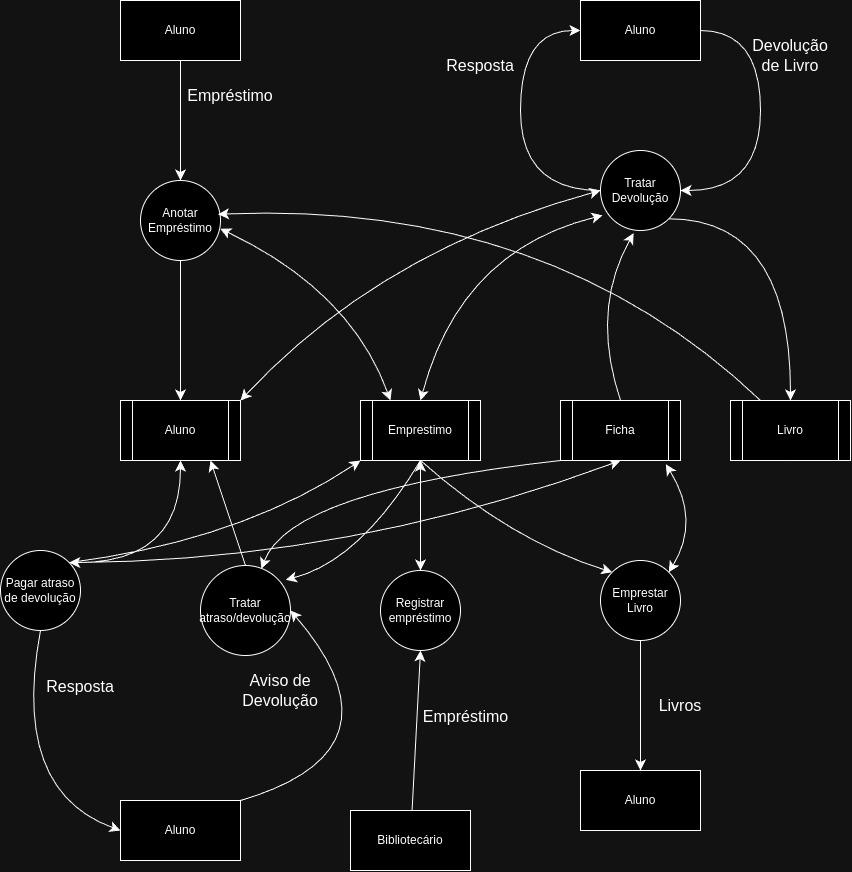 Aluno
Aluno
Resposta
Devolução
de Livro
Empréstimo
Tratar
Devolução
Anotar
Empréstimo
Aluno
Emprestimo
Ficha
Livro
Pagar atraso
de devolução
Tratar
atraso/devolução
Registrar
empréstimo
Emprestar
Livro
Resposta
Aviso de
Devolução
Empréstimo
Livros
Aluno
Aluno
Bibliotecário